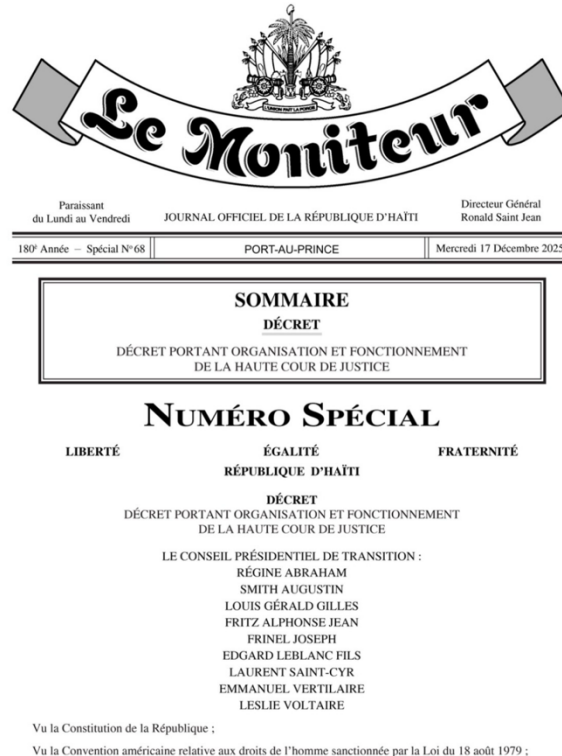 L'UNION FAIT LA FORCE
Le Moniteur
Paraissant
du Lundi au Vendredi
JOURNAL OFFICIEL DE LA RÉPUBLIQUE D'HAÏTI
Directeur Général
Ronald Saint Jean
180e Année – Spécial No 68
PORT-AU-PRINCE
Mercredi 17 Décembre 2025
SOMMAIRE
DÉCRET
DÉCRET PORTANT ORGANISATION ET FONCTIONNEMENT
DE LA HAUTE COUR DE JUSTICE
NUMÉRO SPÉCIAL
LIBERTÉ ÉGALITÉ FRATERNITÉ
RÉPUBLIQUE D'HAÏTI
DÉCRET
DÉCRET PORTANT ORGANISATION ET FONCTIONNEMENT
DE LA HAUTE COUR DE JUSTICE
LE CONSEIL PRÉSIDENTIEL DE TRANSITION :
RÉGINE ABRAHAM
SMITH AUGUSTIN
LOUIS GÉRALD GILLES
FRITZ ALPHONSE JEAN
FRINEL JOSEPH
EDGARD LEBLANC FILS
LAURENT SAINT-CYR
EMMANUEL VERTILAIRE
LESLIE VOLTAIRE
Vu la Constitution de la République ;
Vu la Convention américaine relative aux droits de l'homme sanctionnée par la Loi du 18 août 1979 ;